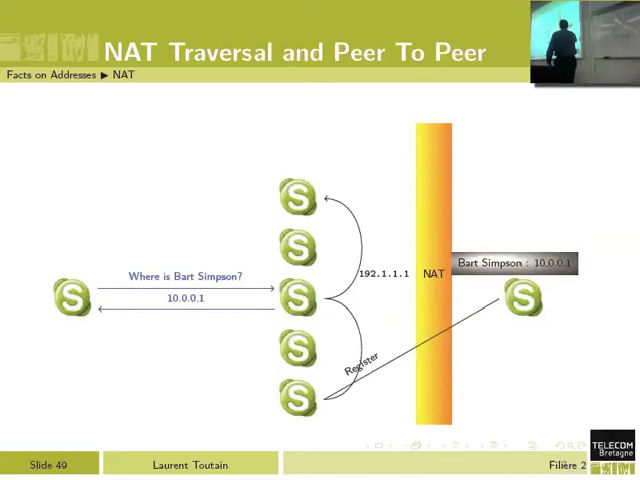 NAT Traversal and Peer To Peer
Facts on Addresses ▶ NAT
S
S
Where is Bart Simpson?
10.0.0.1
S
S
192.1.1.1
NAT
Bart Simpson : 10.0.0.1
S
S
Register
S
TELECOM
Bretagne
Slide 49
Laurent Toutain
Filière 2